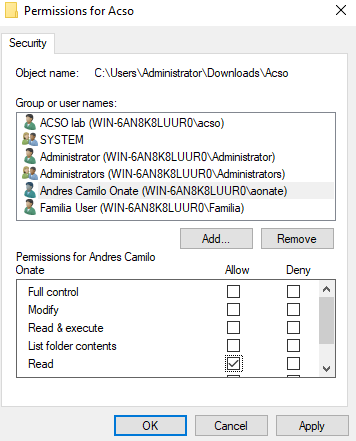 Permissions for Acso
Security
Object name: C:\Users\Administrator\Downloads\Acso
Group or user names:
ACSO lab (WIN-6AN8K8LUUR0\acso)
SYSTEM
Administrator (WIN-6AN8K8LUUR0\Administrator)
Administrators (WIN-6AN8K8LUUR0\Administrators)
Andres Camilo Onate (WIN-6AN8K8LUUR0\aonate)
Familia User (WIN-6AN8K8LUUR0\Familia)
Add... Remove
Permissions for Andres Camilo
Onate Allow Deny
Full control
Modify
Read & execute
List folder contents
Read
OK Cancel Apply